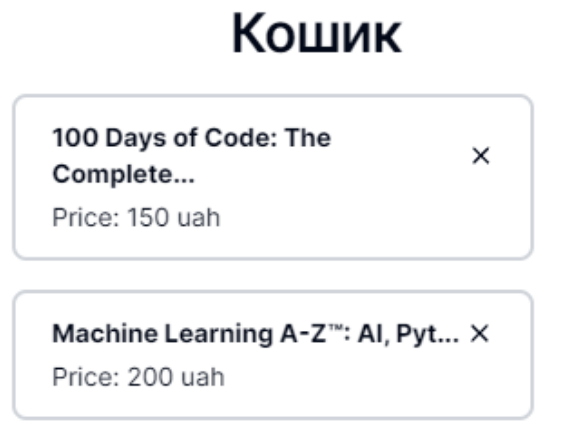 Кошик
100 Days of Code: The
Complete...
Price: 150 uah
Machine Learning A-Z™: AI, Pyt...
Price: 200 uah